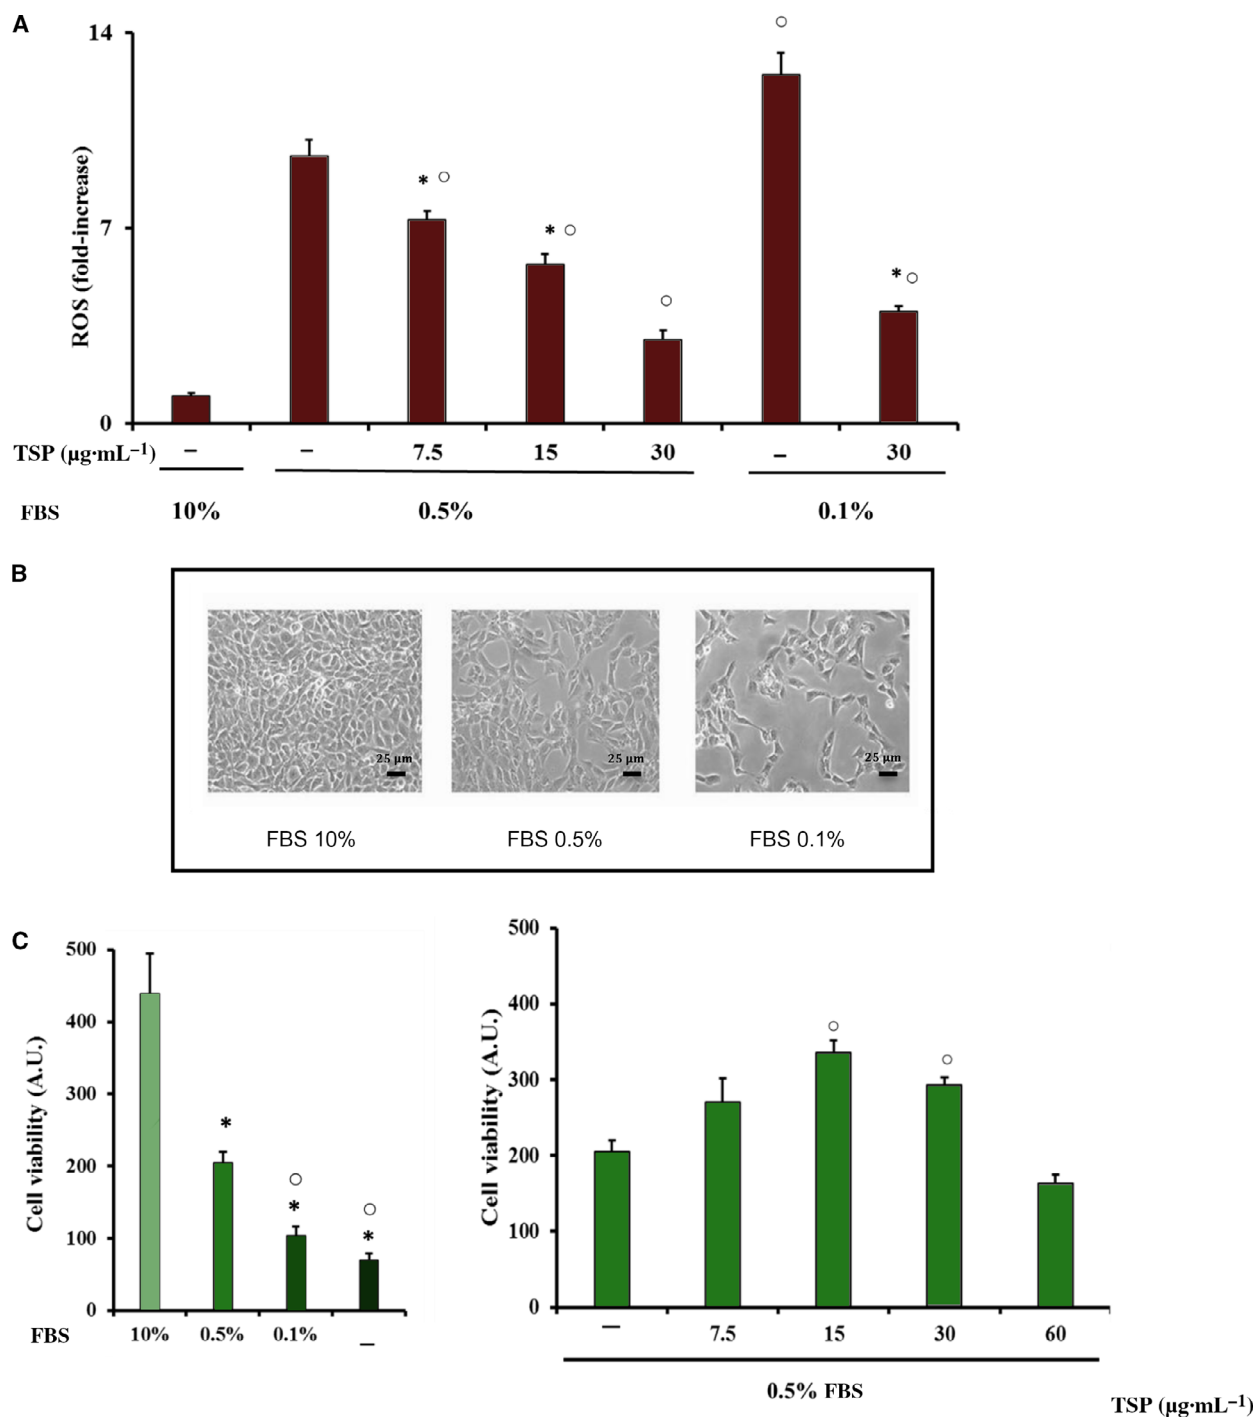 A
14
7
0
ROS (fold-increase)
* ○
* ○
○
○
* ○
TSP (µg·mL⁻¹) – – 7.5 15 30 – 30
FBS 10% 0.5% 0.1%
B
25 µm 25 µm 25 µm
FBS 10% FBS 0.5% FBS 0.1%
C
500
400
300
200
100
0
Cell viability (A.U.)
*
○
*
○
*
FBS 10% 0.5% 0.1% –
500
400
300
200
100
0
Cell viability (A.U.)
○
○
– 7.5 15 30 60
0.5% FBS
TSP (µg·mL⁻¹)